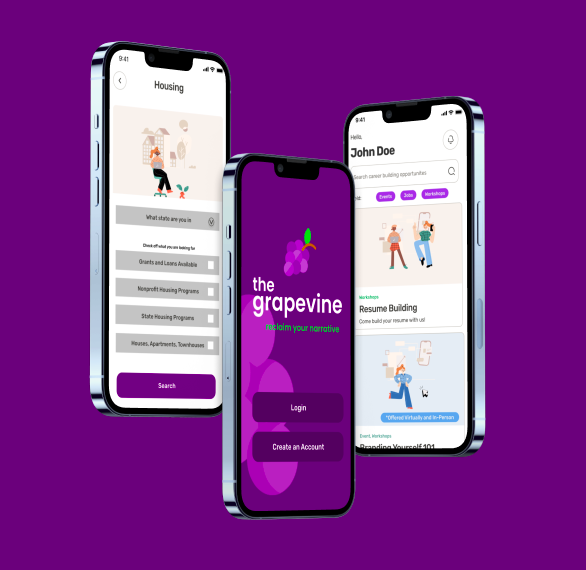 9:41
Housing
What state are you in
Check off what you are looking for
Grants and Loans Available
Nonprofit Housing Programs
State Housing Programs
Houses, Apartments, Townhouses
Search
the
grapevine
reclaim your narrative
Login
Create an Account
9:41
Hello,
John Doe
Search career building opportunites
Events
Jobs
Workshops
Workshops
Resume Building
Come build your resume with us!
*Offered Virtually and In-Person
Event, Workshops
Branding Yourself 101